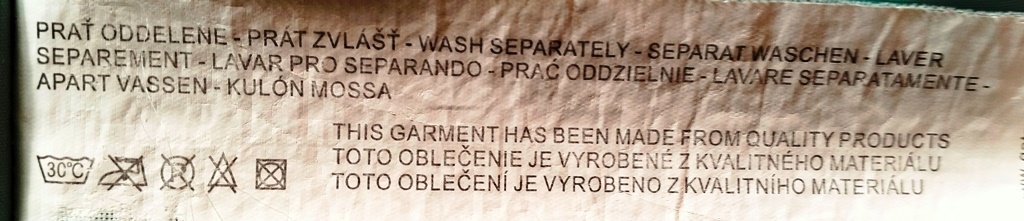 PRAŤ ODDELENE - PRÁT ZVLÁŠŤ - WASH SEPARATELY - SEPARAT WASCHEN - LAVER
SEPAREMENT - LAVAR PRO SEPARANDO - PRAĆ ODDZIELNIE - LAVARE SEPARATAMENTE -
APART VASSEN - KULÓN MOSSA
THIS GARMENT HAS BEEN MADE FROM QUALITY PRODUCTS
TOTO OBLEČENIE JE VYROBENÉ Z KVALITNÉHO MATERIÁLU
TOTO OBLEČENÍ JE VYROBENO Z KVALITNÍHO MATERIÁLU
30°C